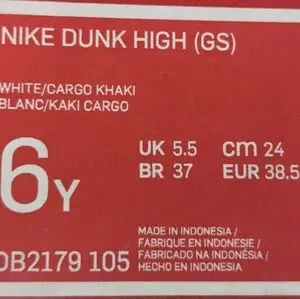 NIKE DUNK HIGH (GS)
WHITE/CARGO KHAKI
BLANC/KAKI CARGO
6Y
UK 5.5 cm 24
BR 37 EUR 38.5
MADE IN INDONESIA /
FABRIQUE EN INDONESIE /
FABRICADO NA INDONÉSIA /
HECHO EN INDONESIA
DB2179 105